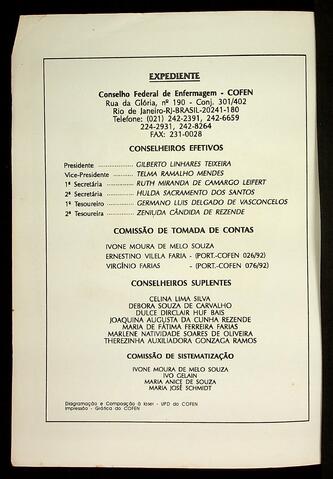 EXPEDIENTE
Conselho Federal de Enfermagem - COFEN
Rua da Glória, nº 190 - Conj. 301/402
Rio de Janeiro-RJ-BRASIL-20241-180
Telefone: (021) 242-2391, 242-6659
224-2931, 242-8264
FAX: 231-0028
CONSELHEIROS EFETIVOS
Presidente .............. GILBERTO LINHARES TEIXEIRA
Vice-Presidente .......... TELMA RAMALHO MENDES
1ª Secretária .............. RUTH MIRANDA DE CAMARGO LEIFERT
2ª Secretária .............. HULDA SACRAMENTO DOS SANTOS
1º Tesoureiro .............. GERMANO LUIS DELGADO DE VASCONCELOS
2ª Tesoureira .............. ZENIUDA CÂNDIDA DE REZENDE
COMISSÃO DE TOMADA DE CONTAS
IVONE MOURA DE MELO SOUZA
ERNESTINO VILELA FARIA - (PORT.-COFEN 026/92)
VIRGÍNIO FARIAS - (PORT.-COFEN 076/92)
CONSELHEIROS SUPLENTES
CELINA LIMA SILVA
DEBORA SOUZA DE CARVALHO
DULCE DIRCLAIR HUF BAIS
JOAQUINA AUGUSTA DA CUNHA REZENDE
MARIA DE FÁTIMA FERREIRA FARIAS
MARLENE NATIVIDADE SOARES DE OLIVEIRA
THEREZINHA AUXILIADORA GONZAGA RAMOS
COMISSÃO DE SISTEMATIZAÇÃO
IVONE MOURA DE MELO SOUZA
IVO GELAIN
MARIA ANICE DE SOUZA
MARIA JOSÉ SCHMIDT
Diagramação e Composição à laser - UPD do COFEN
Impressão - Gráfica do COFEN